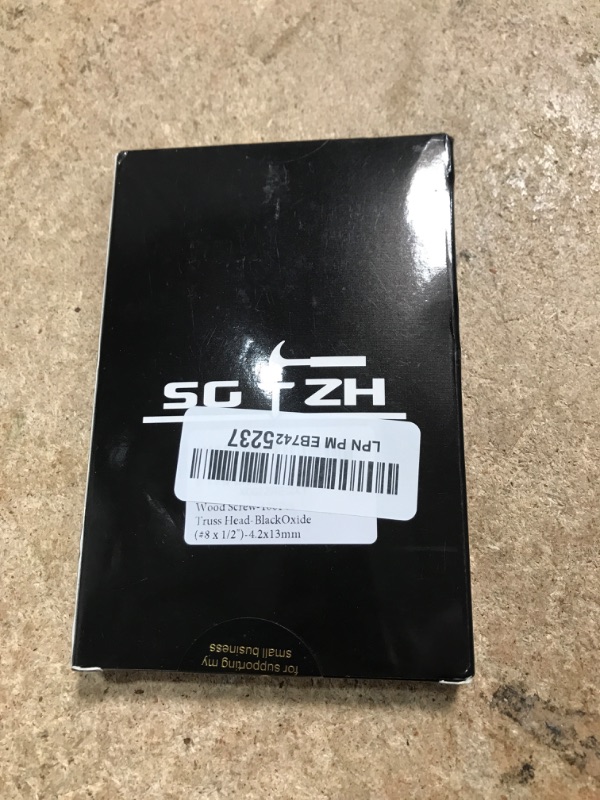 SG ZH
LPN PM EB7425237
Wood Screw-
Truss Head-BlackOxide
(#8 x 1/2")-4.2x13mm
for supporting my
small business